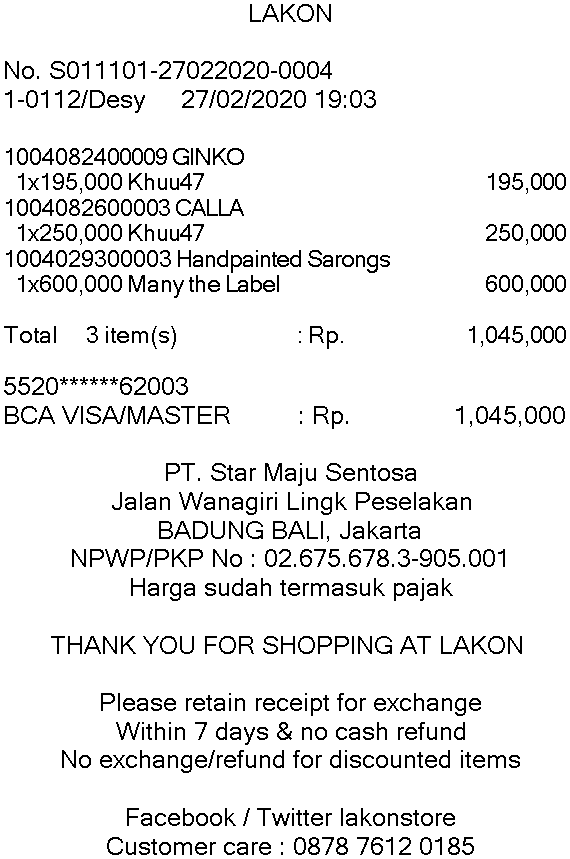 LAKON
No. S011101-27022020-0004
1-0112/Desy 27/02/2020 19:03
1004082400009 GINKO
1x195,000 Khuu47 195,000
1004082600003 CALLA
1x250,000 Khuu47 250,000
1004029300003 Handpainted Sarongs
1x600,000 Many the Label 600,000
Total 3 item(s) : Rp. 1,045,000
5520******62003
BCA VISA/MASTER : Rp. 1,045,000
PT. Star Maju Sentosa
Jalan Wanagiri Lingk Peselakan
BADUNG BALI, Jakarta
NPWP/PKP No : 02.675.678.3-905.001
Harga sudah termasuk pajak
THANK YOU FOR SHOPPING AT LAKON
Please retain receipt for exchange
Within 7 days & no cash refund
No exchange/refund for discounted items
Facebook / Twitter lakonstore
Customer care : 0878 7612 0185